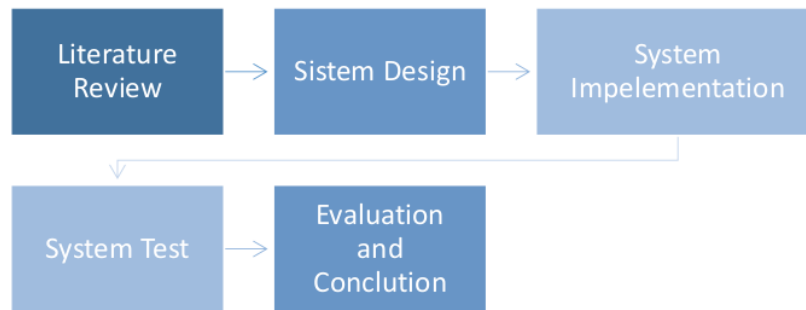 Literature
Review
Sistem Design
System
Impelementation
System Test
Evaluation
and
Conclution